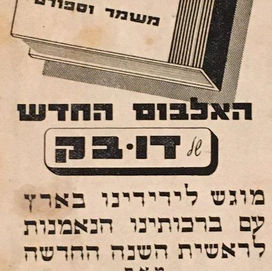 משמר וספורט
האלבום החדש
של דובק
מוגש לידידינו בארץ
עם ברכותינו הנאמנות
לראשית השנה החדשה